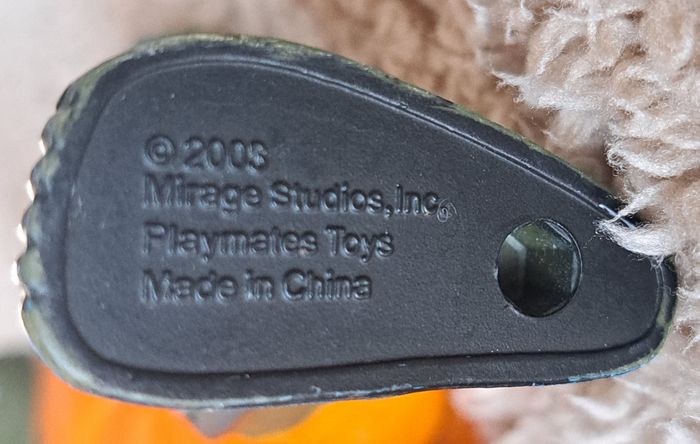 © 2003
Mirage Studios, Inc.
Playmates Toys
Made in China